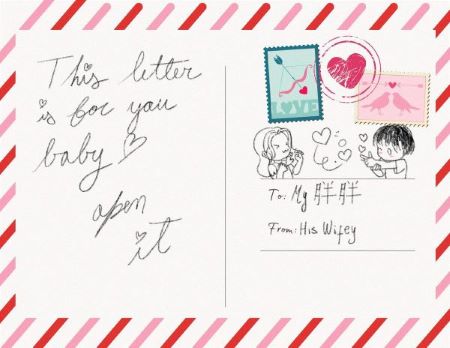 This letter
is for you
baby
open
it
LOVE
To: My 胖胖
From: His Wifey